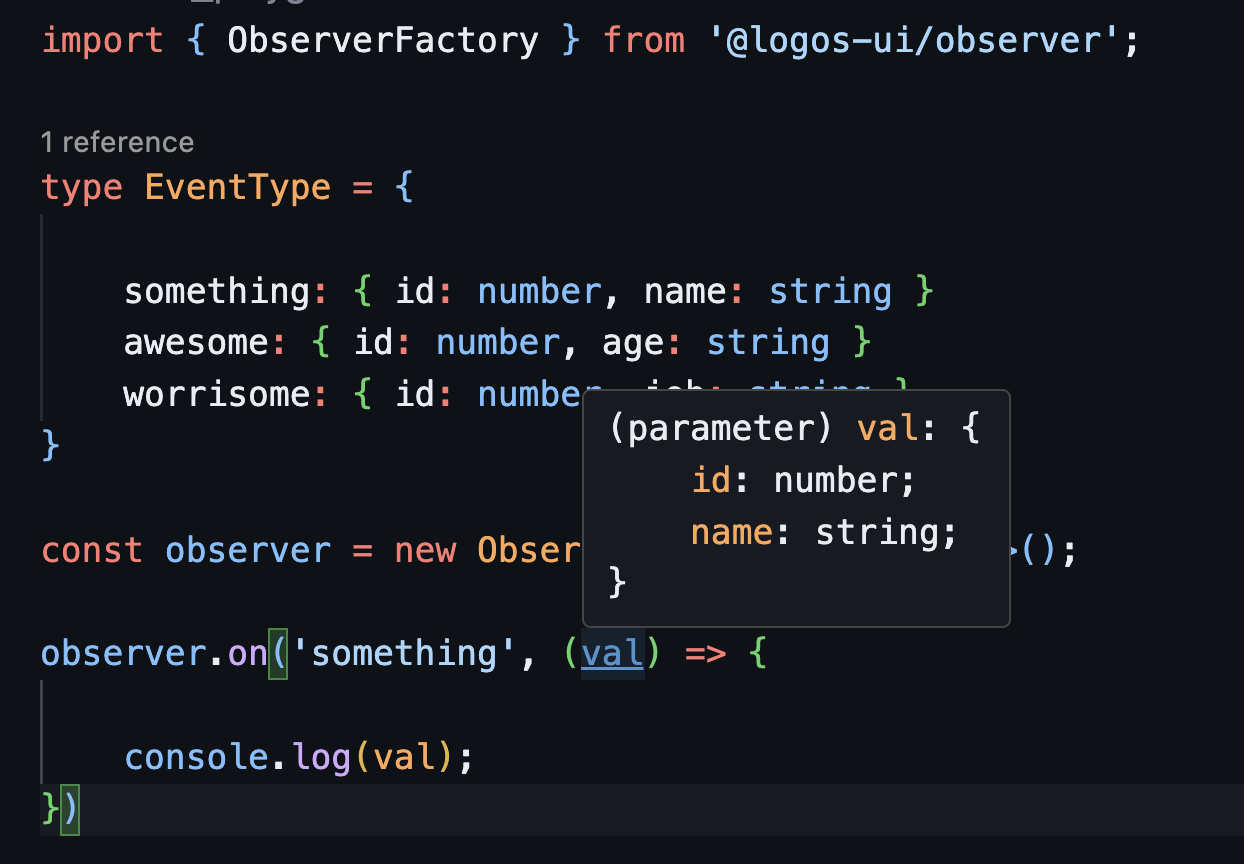 import { ObserverFactory } from '@logos-ui/observer';
1 reference
type EventType = {
something: { id: number, name: string }
awesome: { id: number, age: string }
worrisome: { id: number, job: string }
(parameter) val: {
id: number;
name: string;
}
}
const observer = new Obser >();
observer.on('something', (val) => {
console.log(val);
})